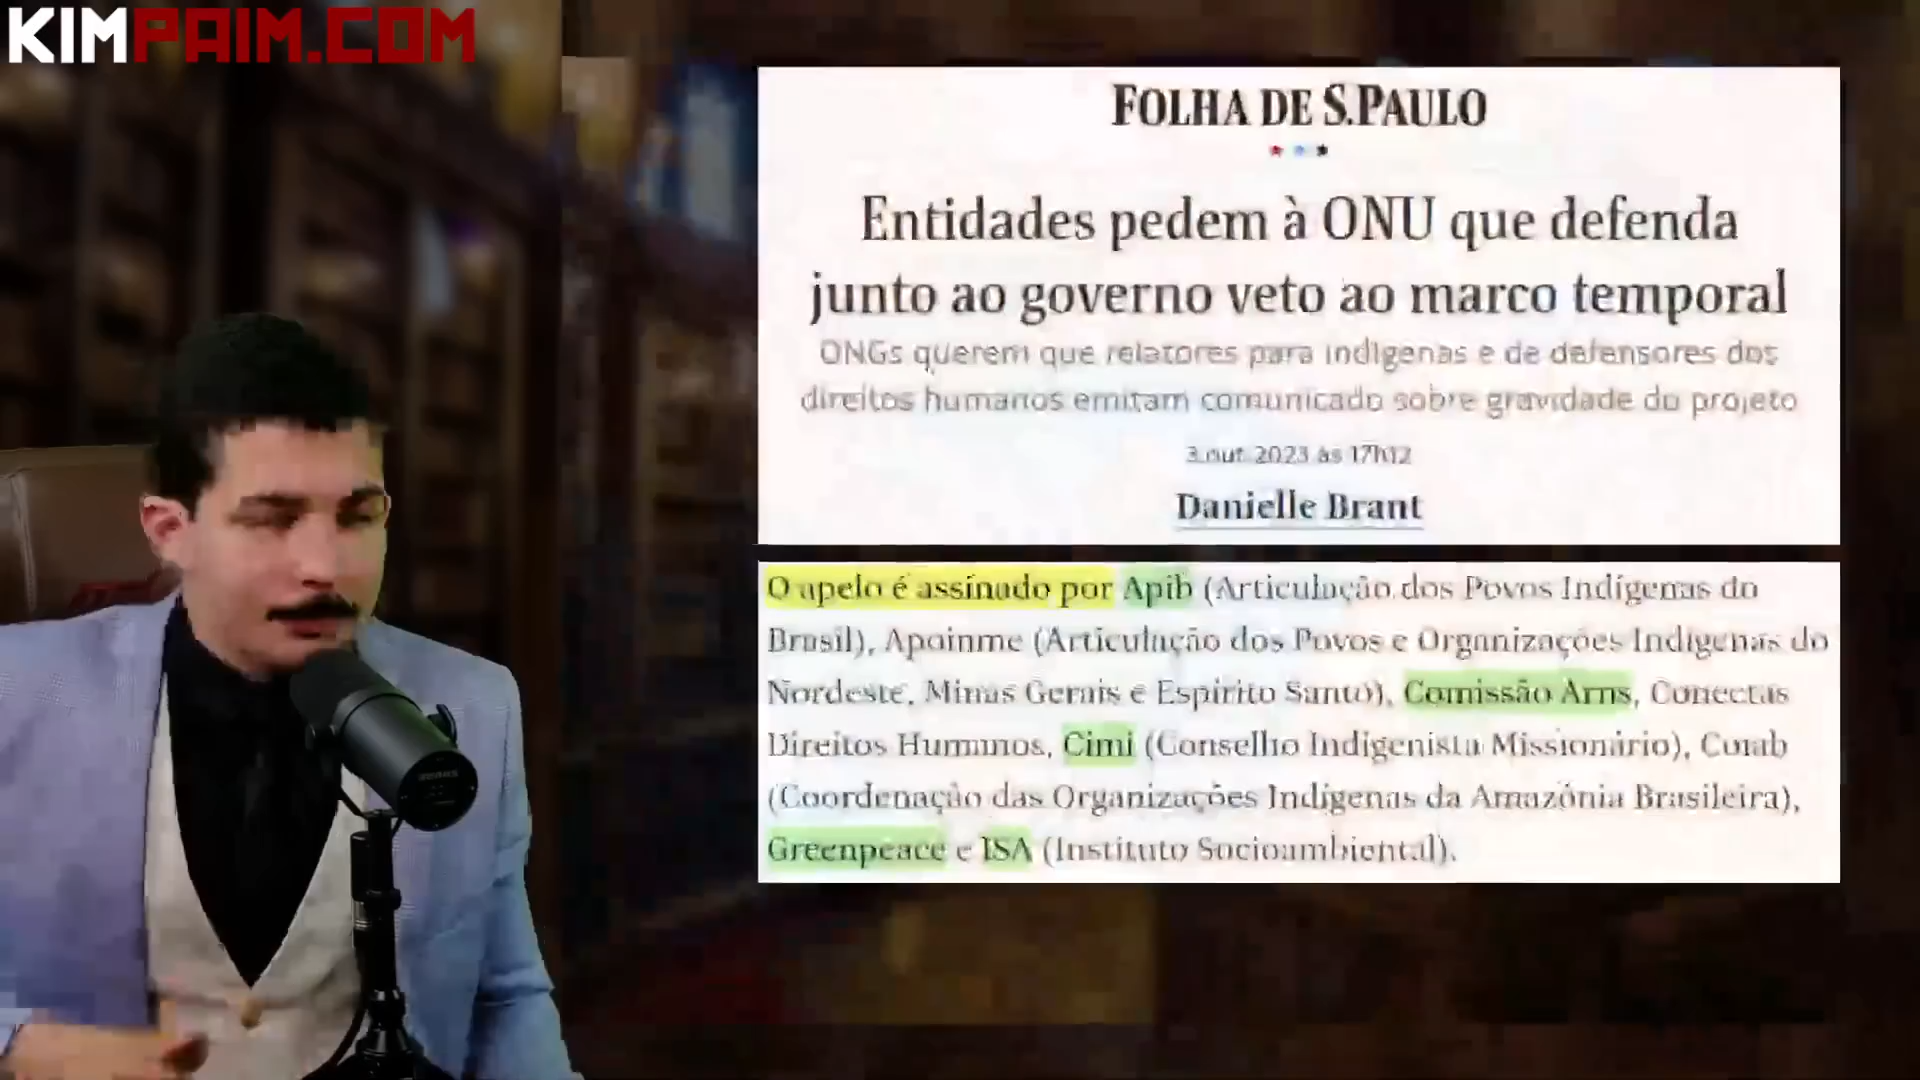 KIMPAIM.COM
FOLHA DE S.PAULO
Entidades pedem à ONU que defenda
junto ao governo veto ao marco temporal
ONGs querem que relatores para indígenas e de defensores dos
direitos humanos emitam comunicado sobre gravidade do projeto
3.out.2023 às 17h12
Danielle Brant
O apelo é assinado por Apib (Articulação dos Povos Indígenas do
Brasil), Apoinme (Articulação dos Povos e Organizações Indígenas do
Nordeste, Minas Gerais e Espírito Santo), Comissão Arns, Conectas
Direitos Humanos, Cimi (Conselho Indigenista Missionário), Coiab
(Coordenação das Organizações Indígenas da Amazônia Brasileira),
Greenpeace e ISA (Instituto Socioambiental).